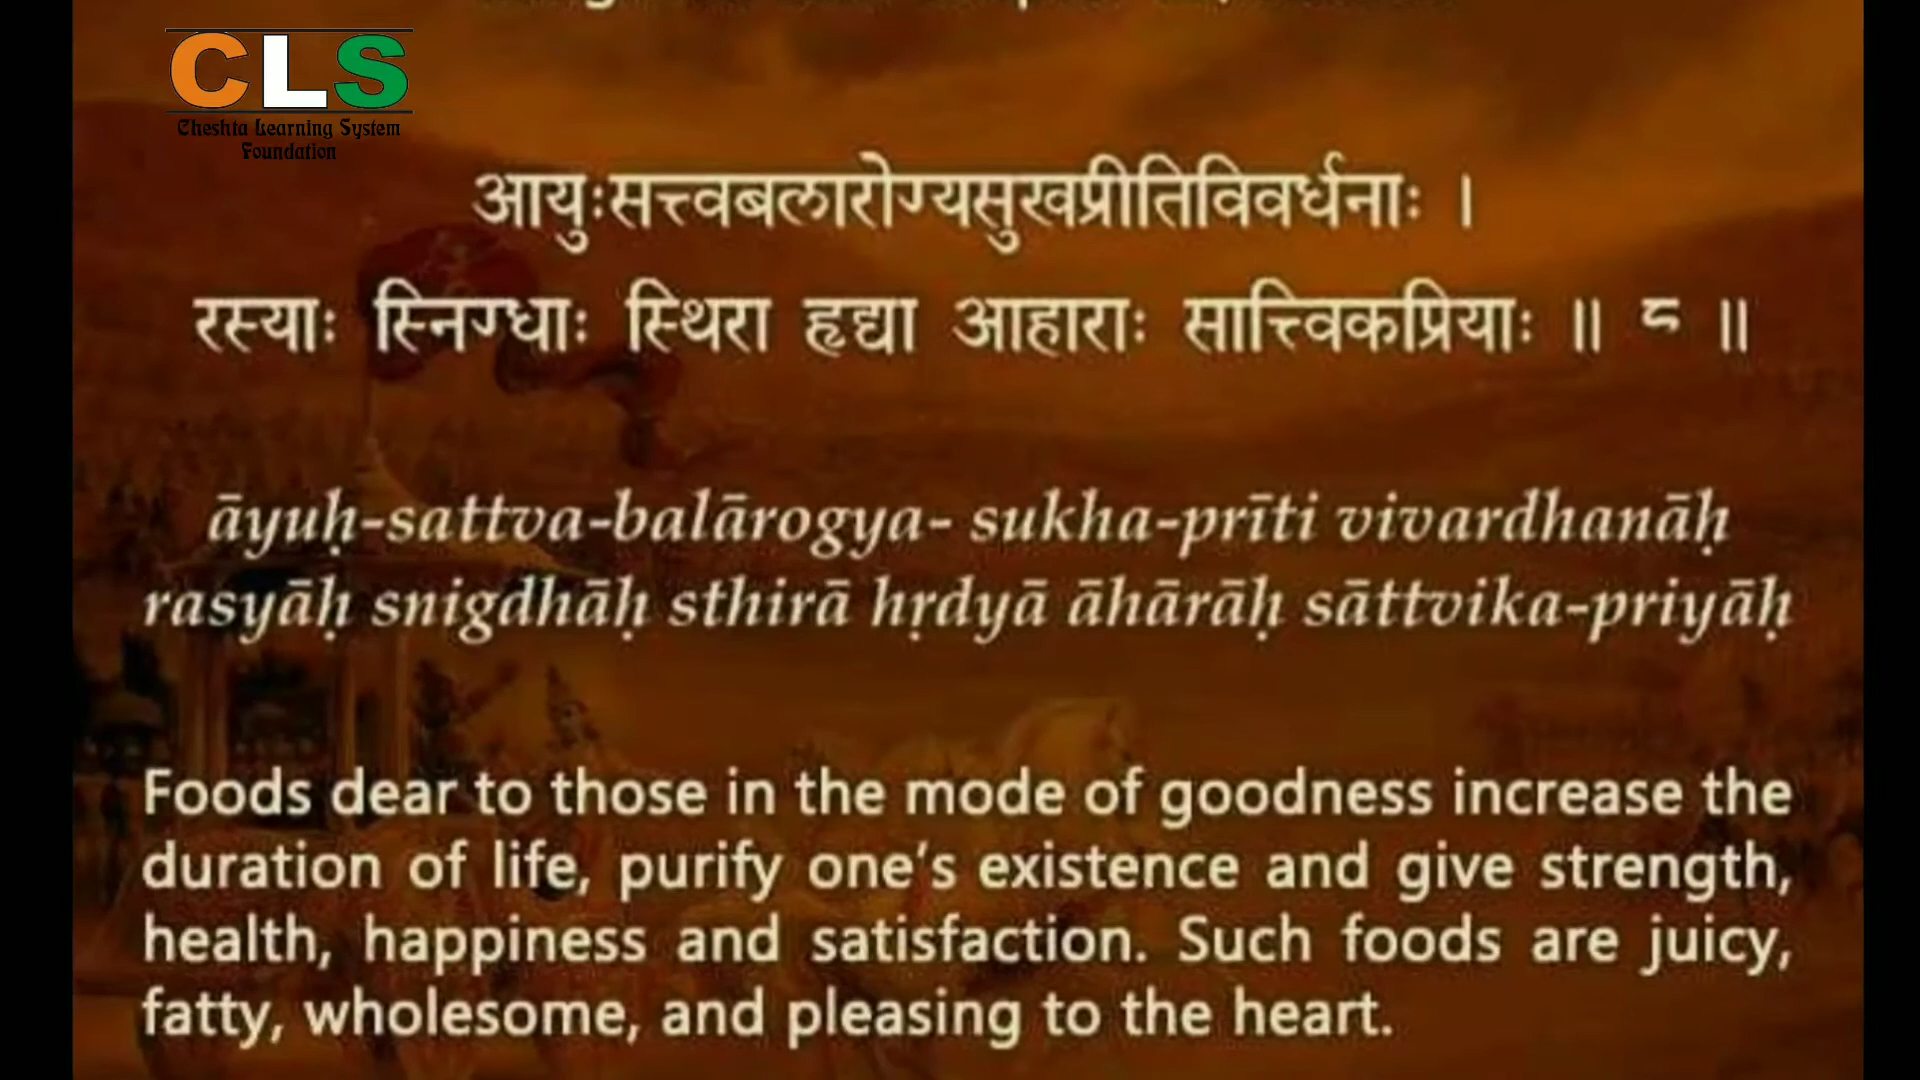 CLS
Cheshta Learning System
Foundation
आयुःसत्त्वबलारोग्यसुखप्रीतिविवर्धनाः ।
रस्याः स्निग्धाः स्थिरा हृद्या आहाराः सात्त्विकप्रियाः ॥ ८ ॥
āyuḥ-sattva-balārogya- sukha-prīti vivardhanāḥ
rasyāḥ snigdhāḥ sthirā hṛdyā āhārāḥ sāttvika-priyāḥ
Foods dear to those in the mode of goodness increase the
duration of life, purify one’s existence and give strength,
health, happiness and satisfaction. Such foods are juicy,
fatty, wholesome, and pleasing to the heart.